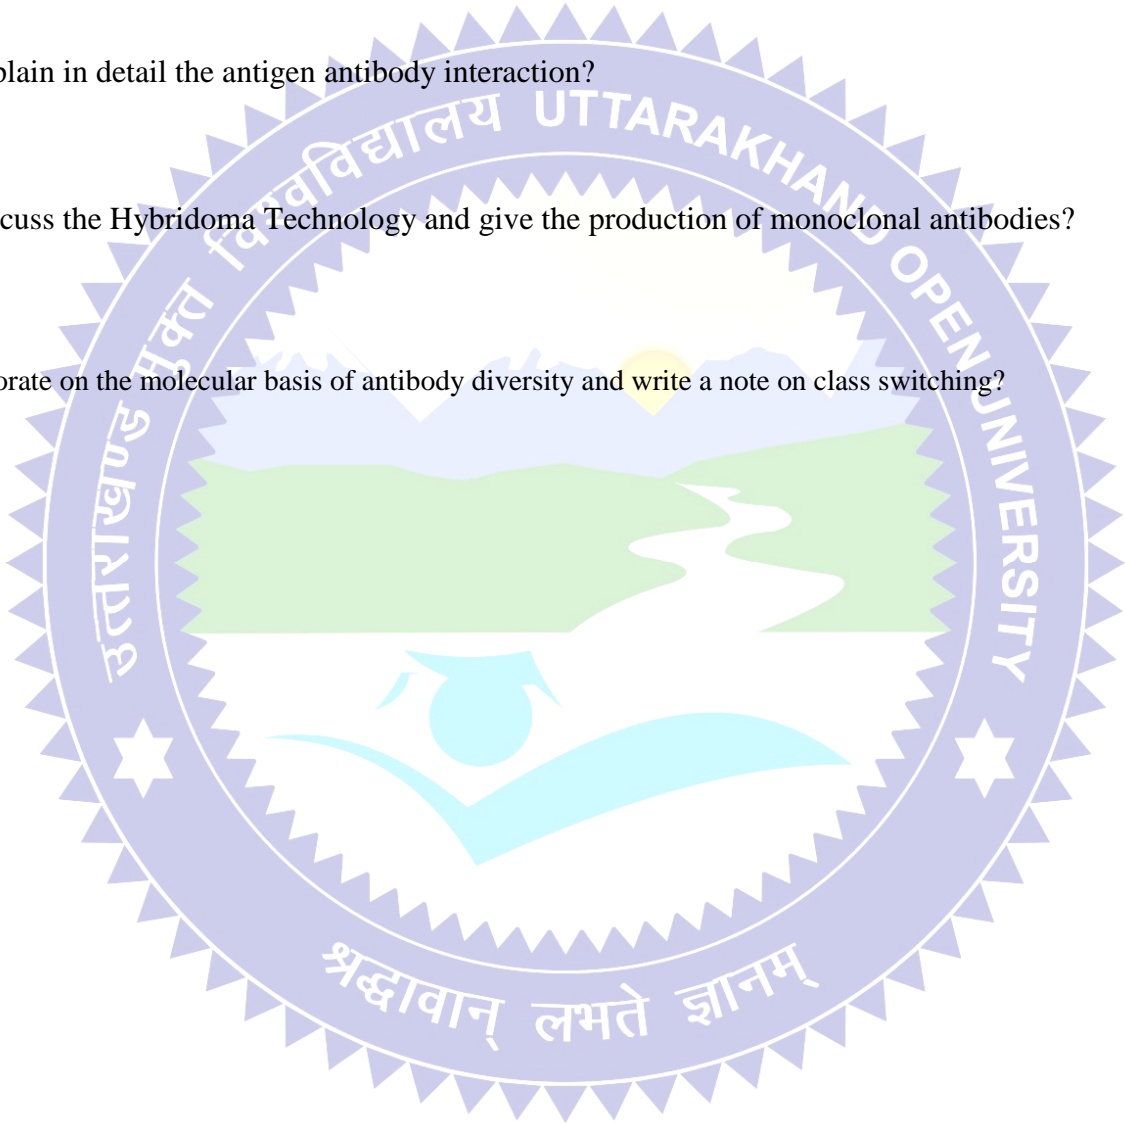 plain in detail the antigen antibody interaction?
cuss the Hybridoma Technology and give the production of monoclonal antibodies?
orate on the molecular basis of antibody diversity and write a note on class switching?
उत्तराखण्ड मुक्त विश्वविद्यालय UTTARAKHAND OPEN UNIVERSITY
श्रद्धावान् लभते ज्ञानम्